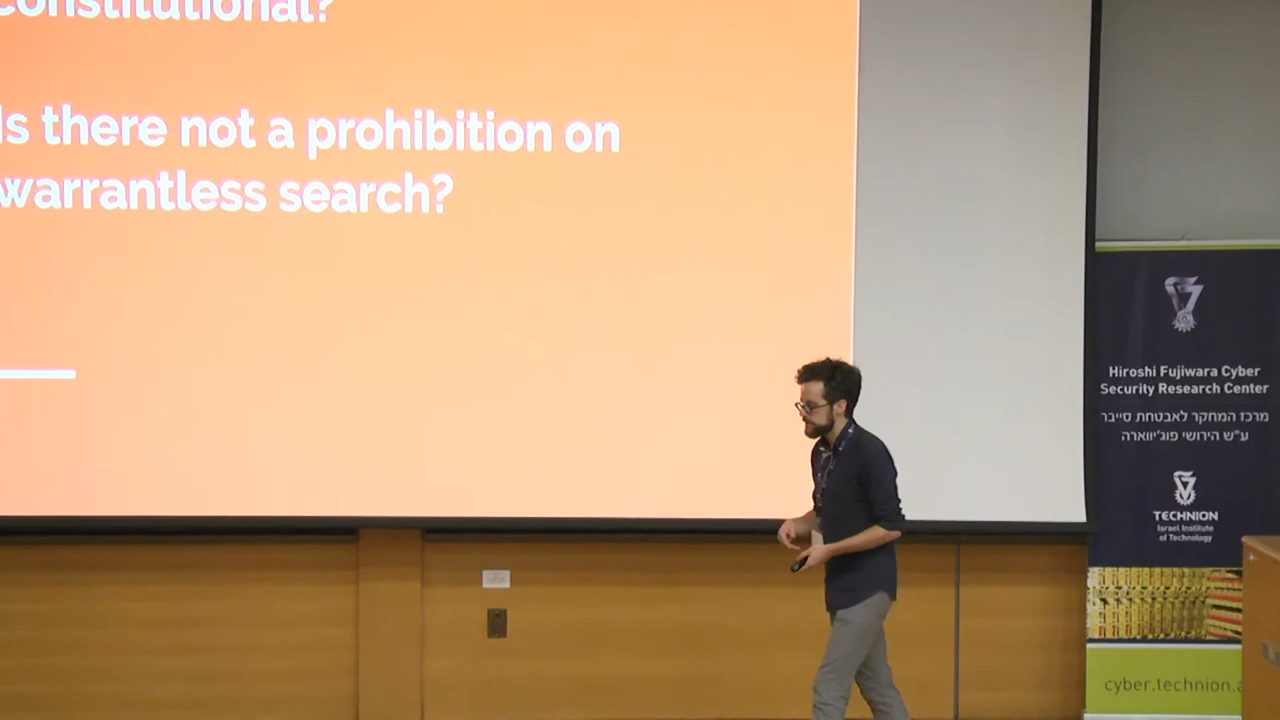 constitutional?
Is there not a prohibition on
warrantless search?
Hiroshi Fujiwara Cyber
Security Research Center
מרכז המחקר לאבטחת סייבר
ע"ש הירושי פוג'יווארה
TECHNION
Israel Institute
of Technology
cyber.technion.a